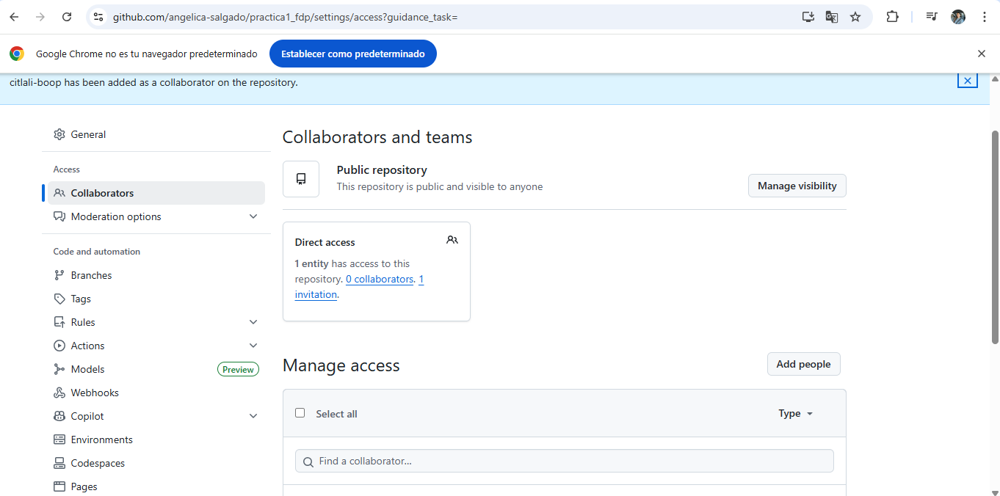 github.com/angelica-salgado/practica1_fdp/settings/access?guidance_task=
Google Chrome no es tu navegador predeterminado
Establecer como predeterminado
citlali-boop has been added as a collaborator on the repository.
General
Access
Collaborators
Moderation options
Code and automation
Branches
Tags
Rules
Actions
Models
Preview
Webhooks
Copilot
Environments
Codespaces
Pages
Collaborators and teams
Public repository
This repository is public and visible to anyone
Manage visibility
Direct access
1 entity has access to this
repository. 0 collaborators. 1
invitation.
Manage access
Add people
Select all
Type
Find a collaborator...